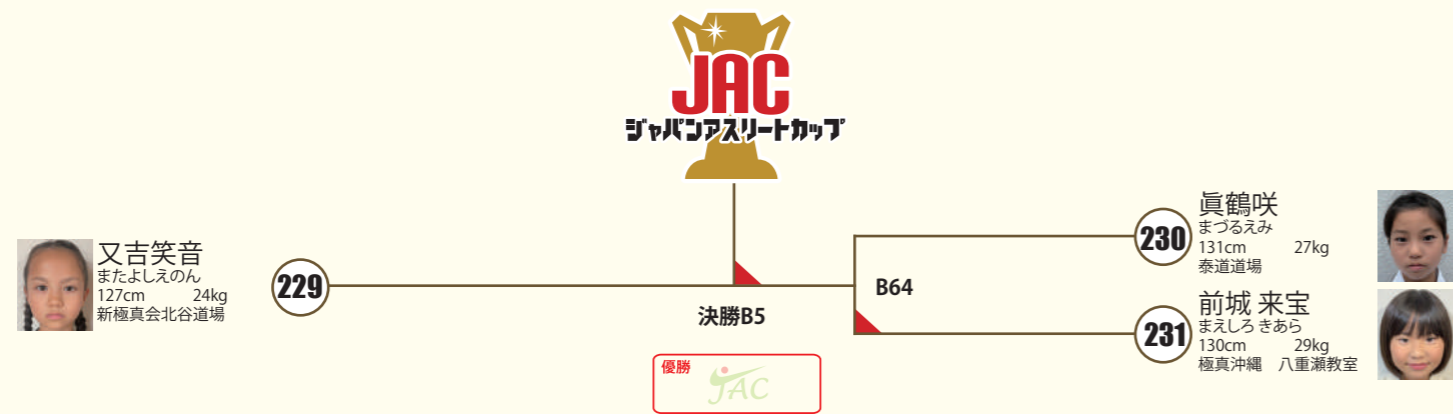 JAC
ジャパンアスリートカップ
又吉笑音
またよしえのん
127cm 24kg
新極真会北谷道場
229
決勝B5
B64
230
眞鶴咲
まづるえみ
131cm 27kg
泰道道場
231
前城 来宝
まえしろ きあら
130cm 29kg
極真沖縄　八重瀬教室
優勝
JAC